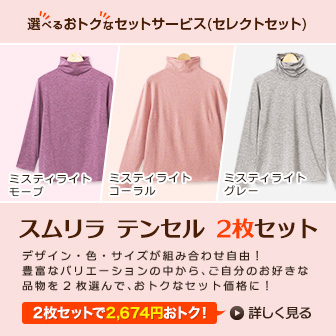 選べるおトクなセットサービス(セレクトセット)
ミスティライト
モーブ
ミスティライト
コーラル
ミスティライト
グレー
スムリラ テンセル 2枚セット
デザイン・色・サイズが組み合わせ自由！
豊富なバリエーションの中から、ご自分のお好きな
品物を2枚選んで、おトクなセット価格に！
2枚セットで2,674円おトク！
詳しく見る